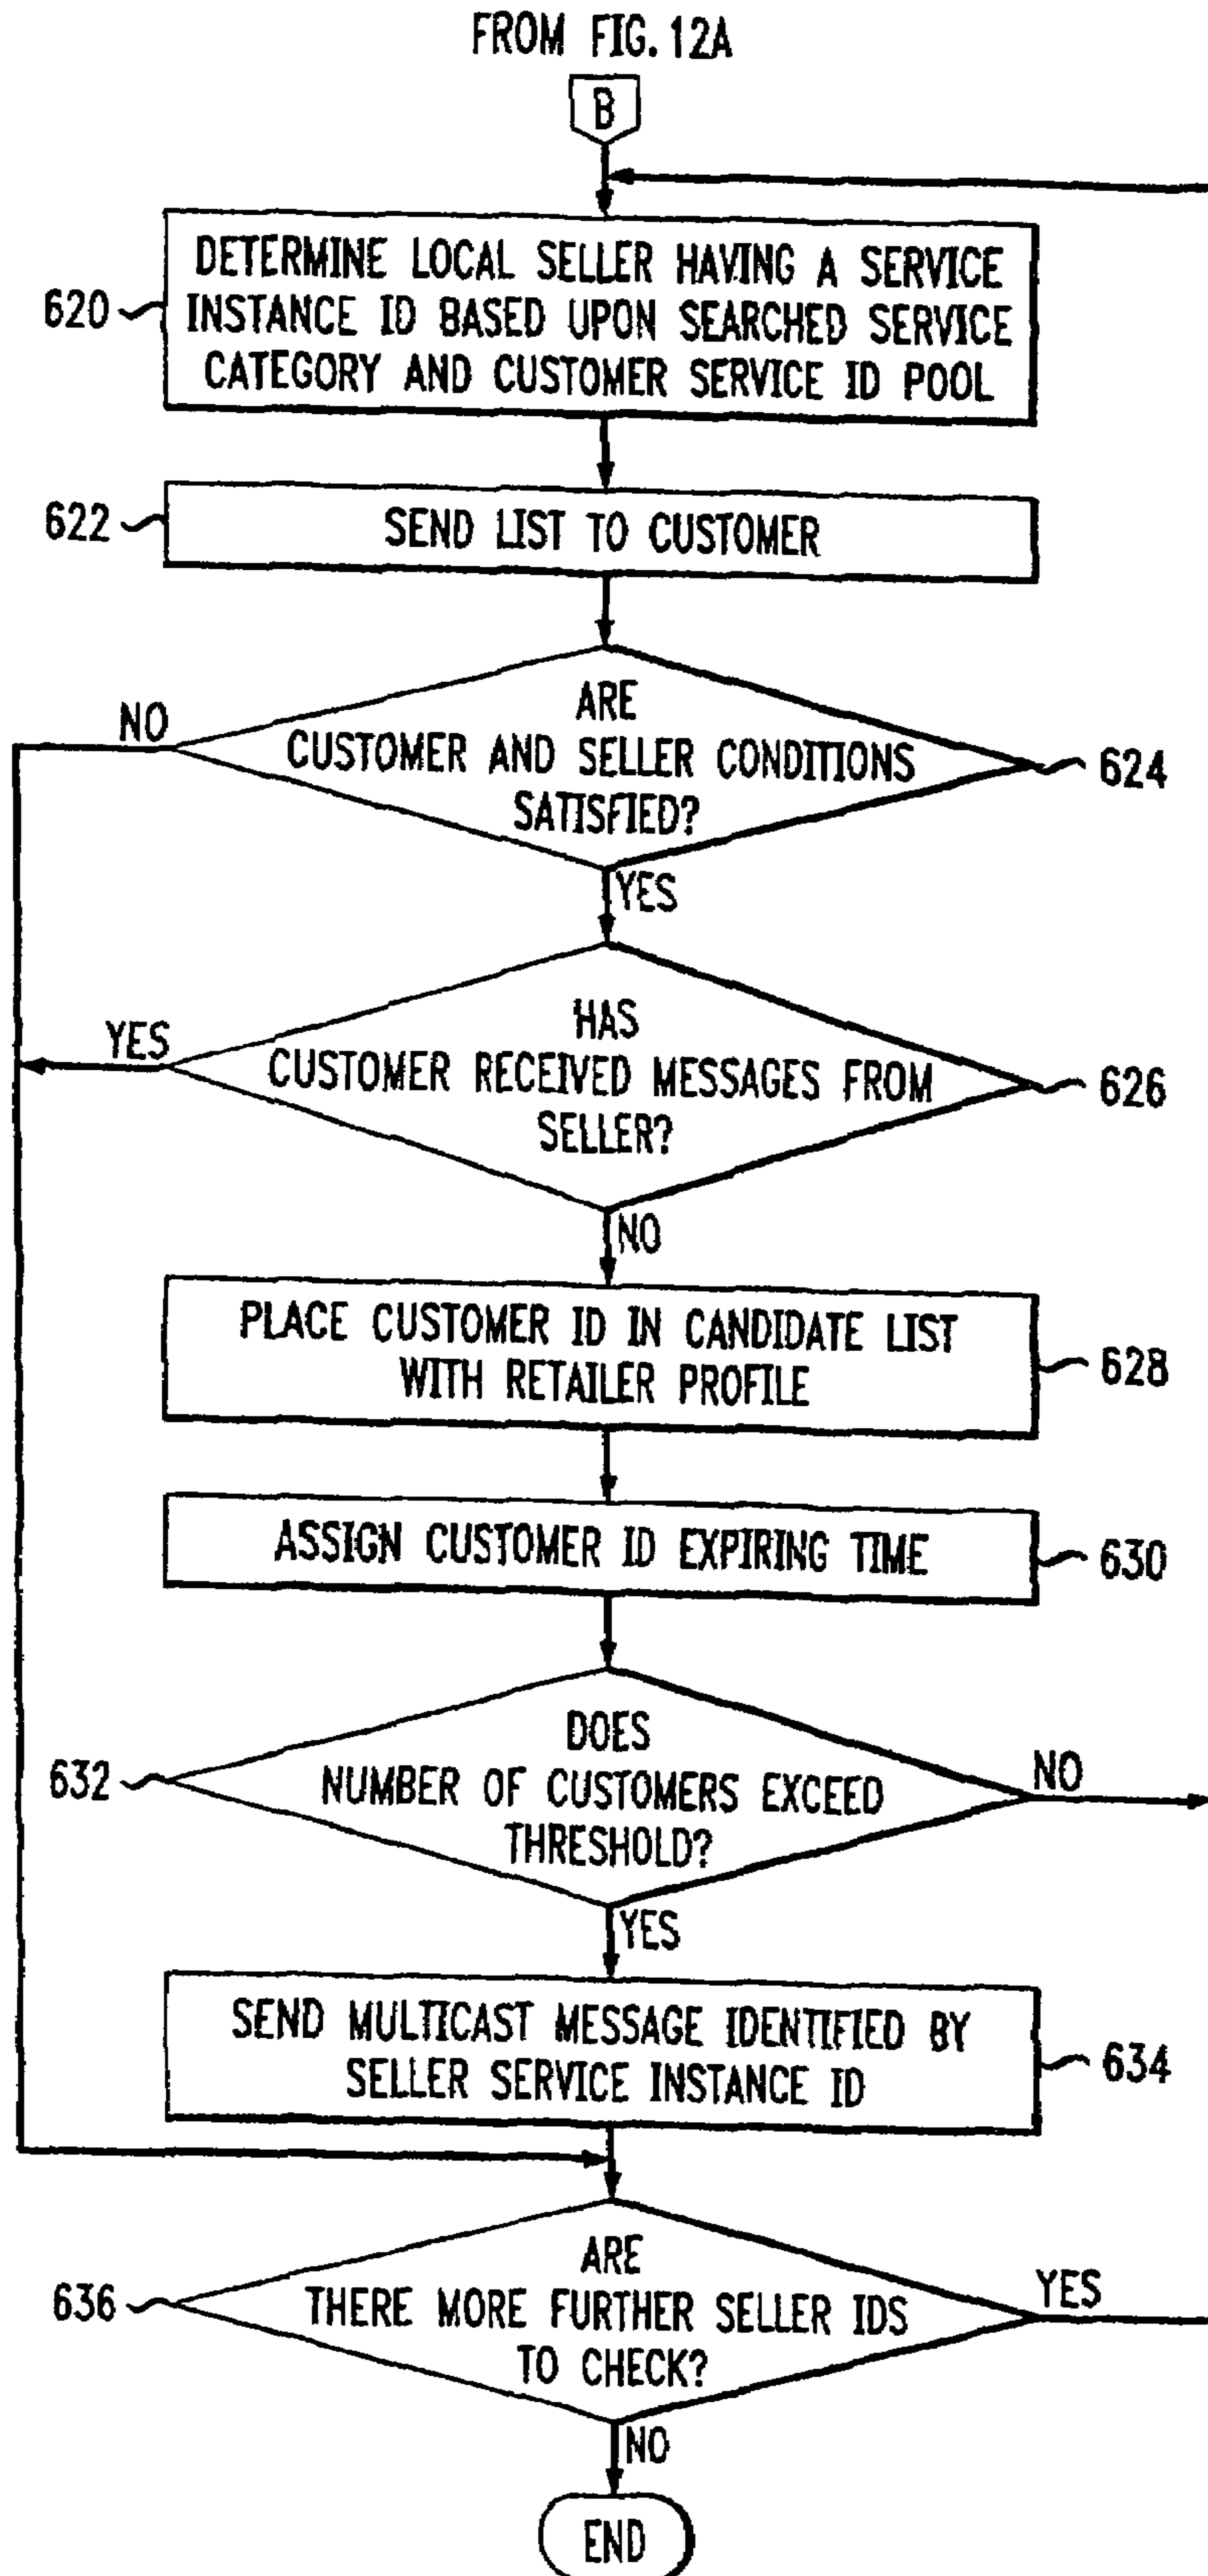 FROM FIG. 12A
B
620
DETERMINE LOCAL SELLER HAVING A SERVICE
INSTANCE ID BASED UPON SEARCHED SERVICE
CATEGORY AND CUSTOMER SERVICE ID POOL
622
SEND LIST TO CUSTOMER
NO
ARE
CUSTOMER AND SELLER CONDITIONS
SATISFIED?
624
YES
YES
HAS
CUSTOMER RECEIVED MESSAGES FROM
SELLER?
626
NO
PLACE CUSTOMER ID IN CANDIDATE LIST
WITH RETAILER PROFILE
628
ASSIGN CUSTOMER ID EXPIRING TIME
630
632
DOES
NUMBER OF CUSTOMERS EXCEED
THRESHOLD?
NO
YES
SEND MULTICAST MESSAGE IDENTIFIED BY
SELLER SERVICE INSTANCE ID
634
636
ARE
THERE MORE FURTHER SELLER IDS
TO CHECK?
YES
NO
END